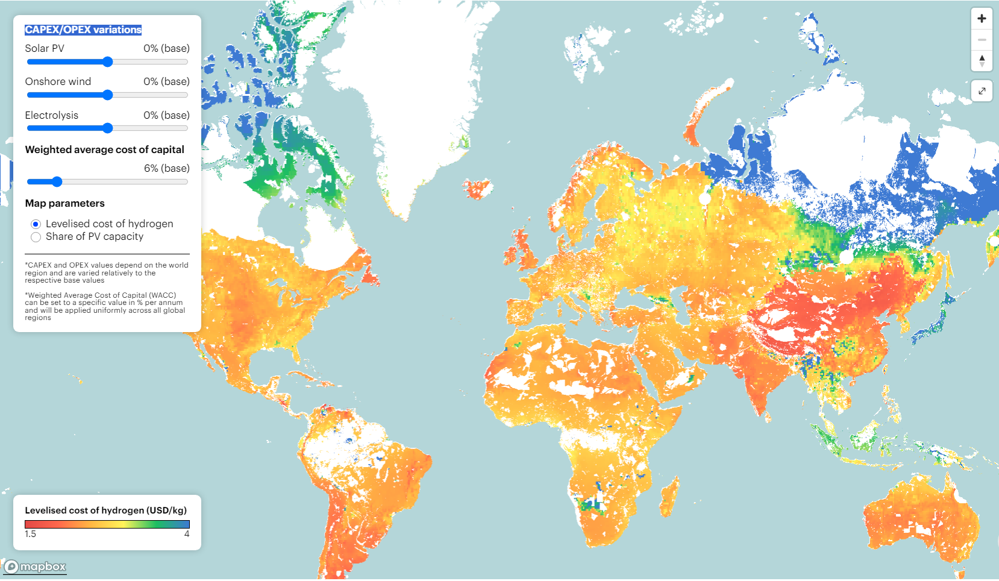 CAPEX/OPEX variations
Solar PV 0% (base)
Onshore wind 0% (base)
Electrolysis 0% (base)
Weighted average cost of capital
6% (base)
Map parameters
Levelised cost of hydrogen
Share of PV capacity
*CAPEX and OPEX values depend on the world
region and are varied relatively to the
respective base values
*Weighted Average Cost of Capital (WACC)
can be set to a specific value in % per annum
and will be applied uniformly across all global
regions
Levelised cost of hydrogen (USD/kg)
1.5 4
mapbox